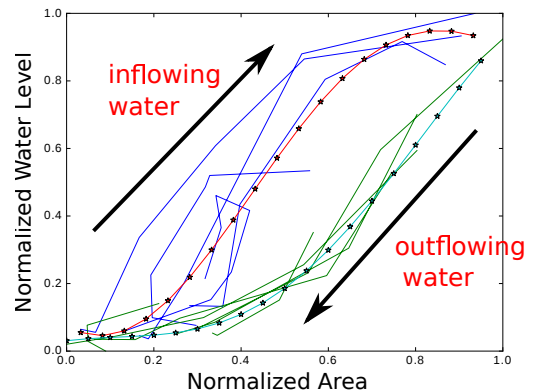 1.0
inflowing
water
0.8
0.6
Normalized Water Level
0.4
outflowing
water
0.2
0.0
0.0 0.2 0.4 0.6 0.8 1.0
Normalized Area